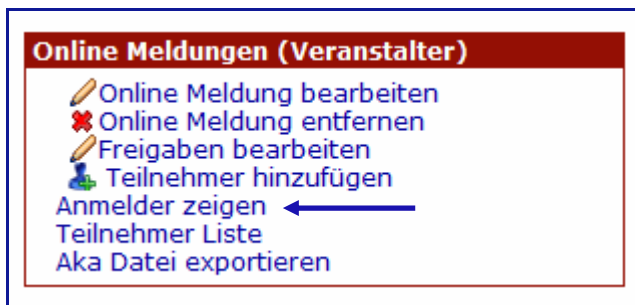 Online Meldungen (Veranstalter)
Online Meldung bearbeiten
Online Meldung entfernen
Freigaben bearbeiten
Teilnehmer hinzufügen
Anmelder zeigen
Teilnehmer Liste
Aka Datei exportieren